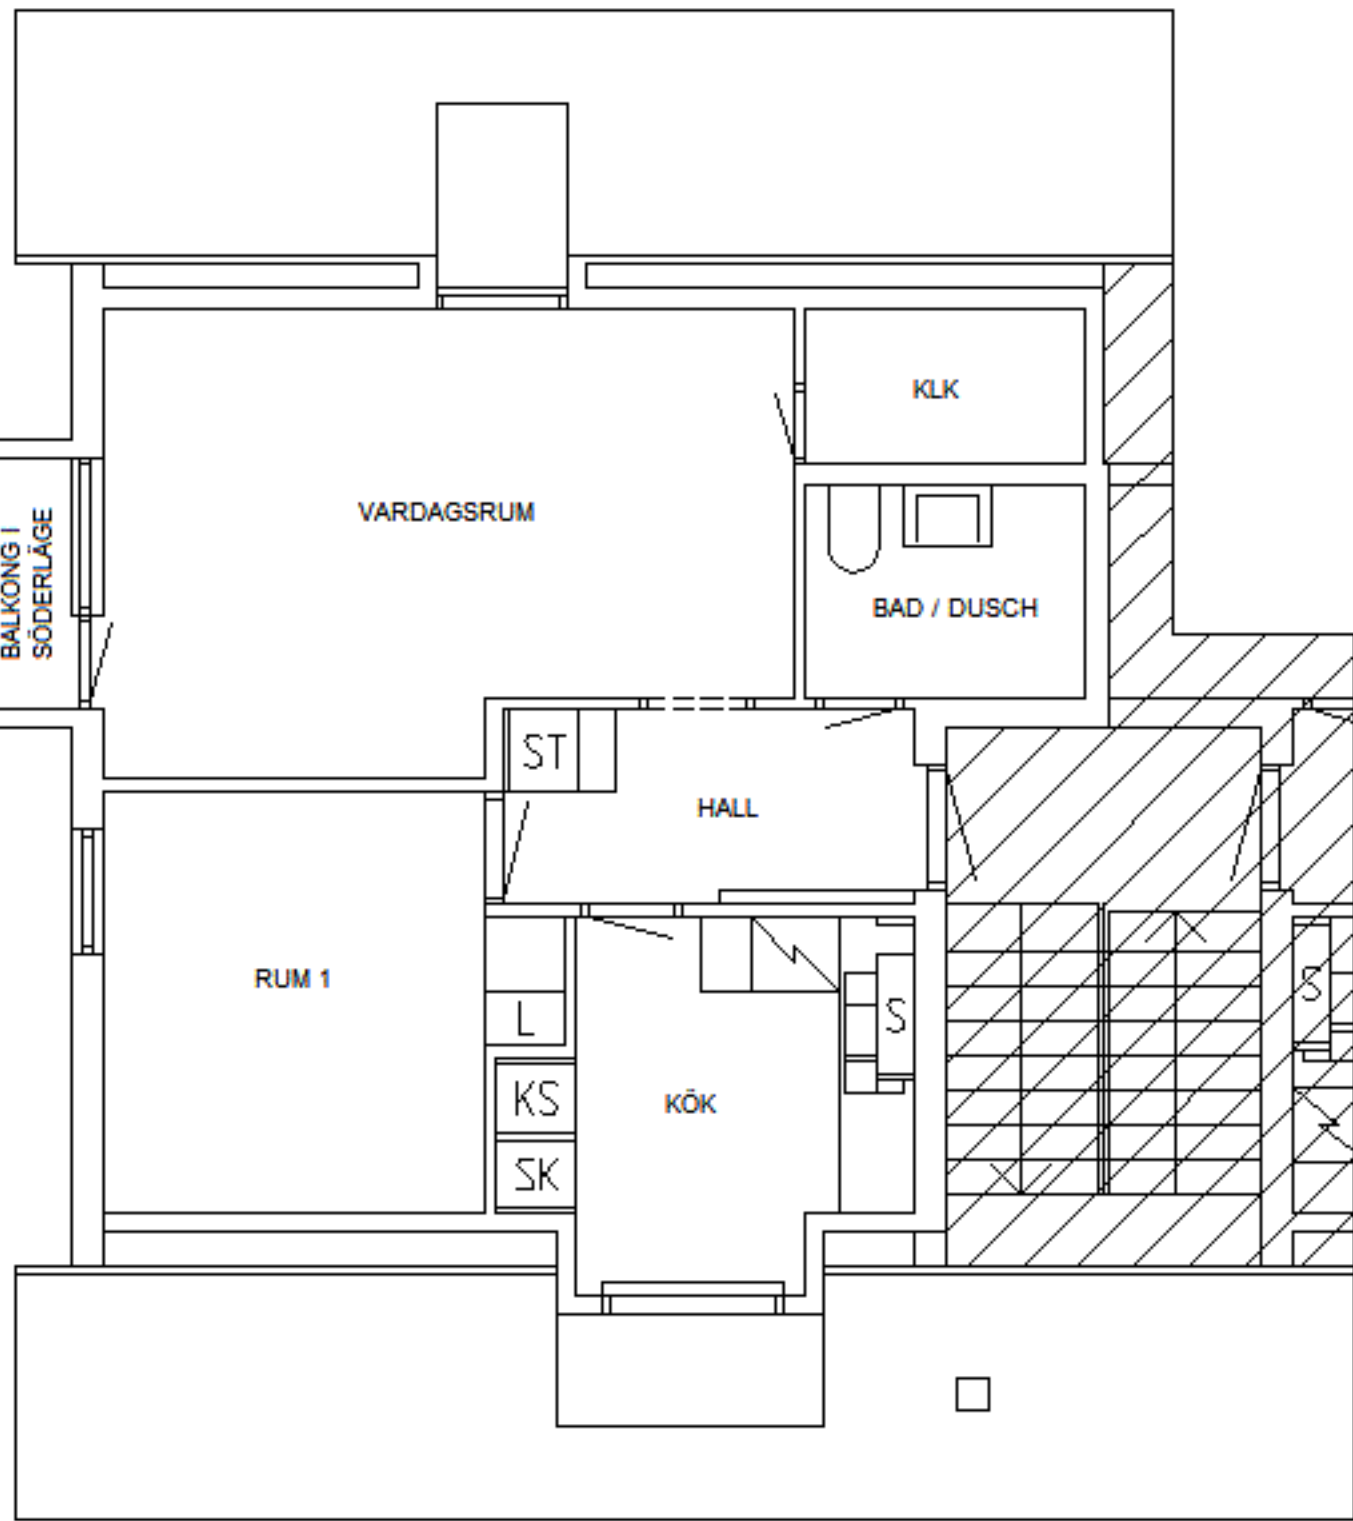 KLK
VARDAGSRUM
BALKONG I
SÖDERLÄGE
BAD / DUSCH
ST
HALL
RUM 1
L
S
S
KS
KÖK
SK